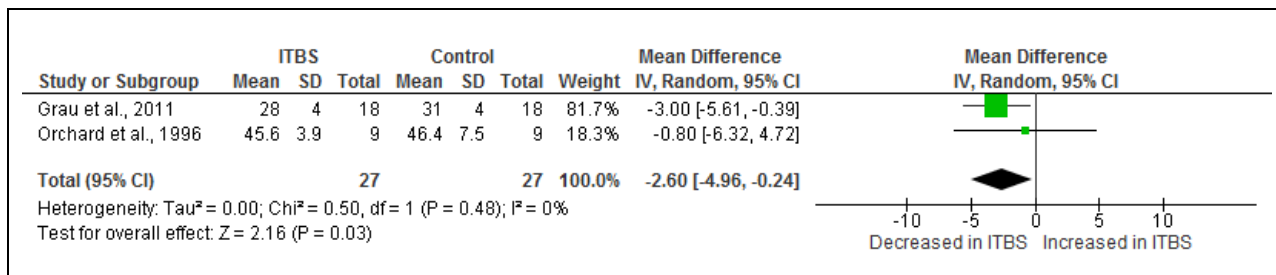 ITBS Control Mean Difference Mean Difference
Study or Subgroup Mean SD Total Mean SD Total Weight IV, Random, 95% CI IV, Random, 95% CI
Grau et al., 2011 28 4 18 31 4 18 81.7% -3.00 [-5.61, -0.39]
Orchard et al., 1996 45.6 3.9 9 46.4 7.5 9 18.3% -0.80 [-6.32, 4.72]
Total (95% CI) 27 27 100.0% -2.60 [-4.96, -0.24]
Heterogeneity: Tau² = 0.00; Chi² = 0.50, df = 1 (P = 0.48); I² = 0%
Test for overall effect: Z = 2.16 (P = 0.03)
-10 -5 0 5 10
Decreased in ITBS Increased in ITBS